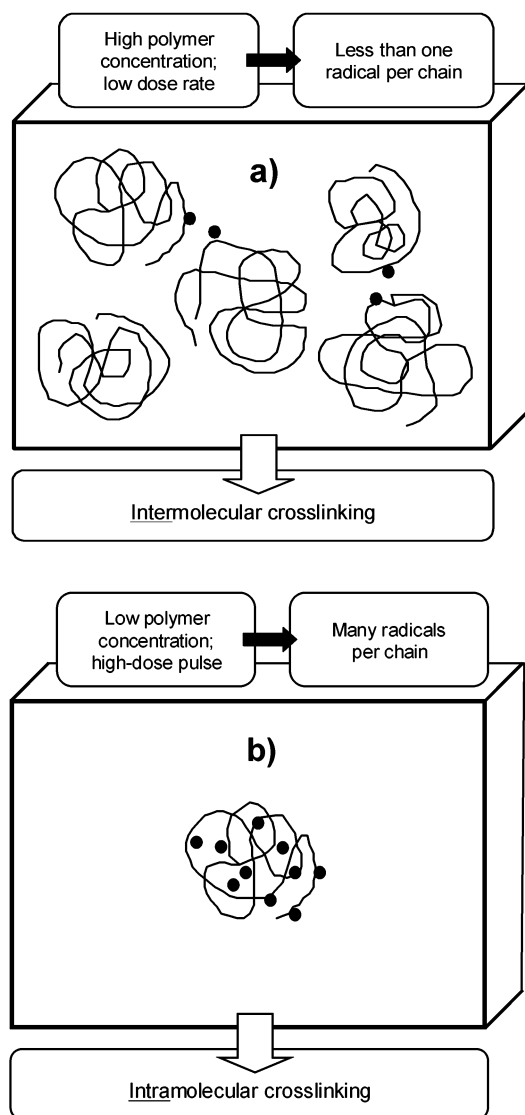 High polymer
concentration;
low dose rate
Less than one
radical per chain
a)
Intermolecular crosslinking
Low polymer
concentration;
high-dose pulse
Many radicals
per chain
b)
Intramolecular crosslinking